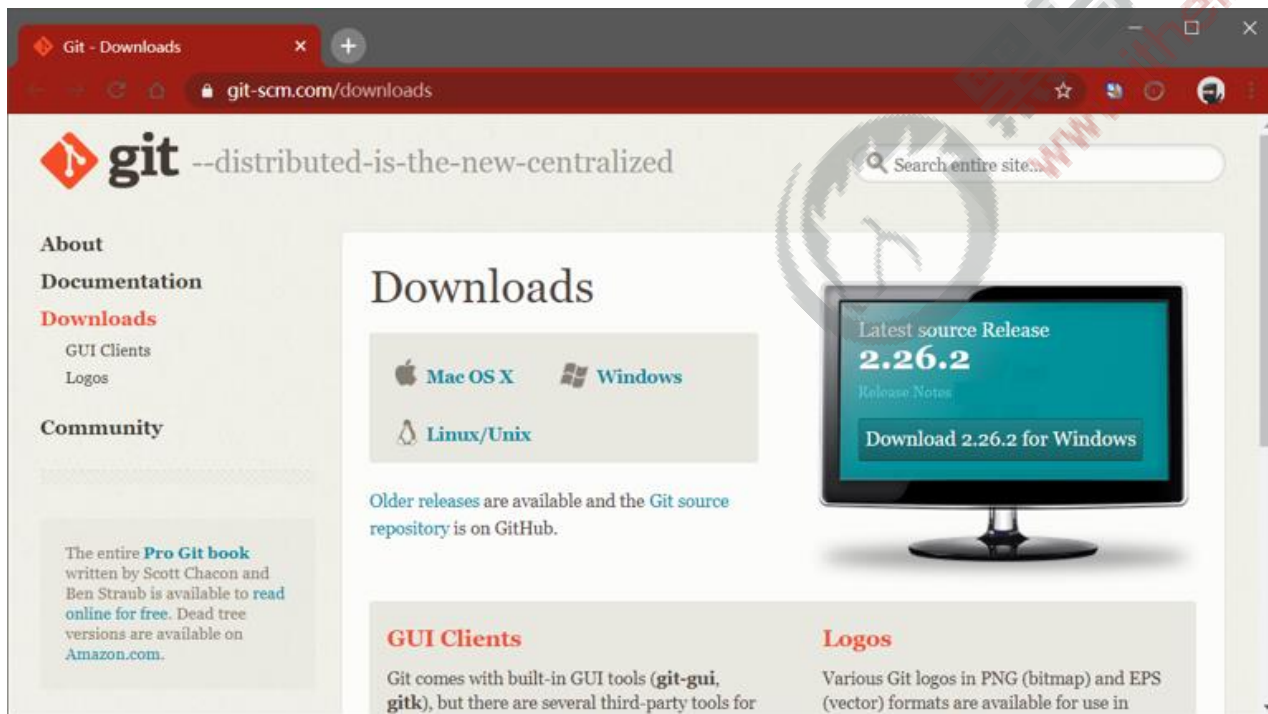 Git - Downloads
git-scm.com/downloads
git --distributed-is-the-new-centralized
Search entire site...
About
Documentation
Downloads
GUI Clients
Logos
Community
The entire Pro Git book
written by Scott Chacon and
Ben Straub is available to read
online for free. Dead tree
versions are available on
Amazon.com.
Downloads
Mac OS X
Windows
Linux/Unix
Older releases are available and the Git source
repository is on GitHub.
Latest source Release
2.26.2
Release Notes
Download 2.26.2 for Windows
GUI Clients
Git comes with built-in GUI tools (git-gui,
gitk), but there are several third-party tools for
Logos
Various Git logos in PNG (bitmap) and EPS
(vector) formats are available for use in